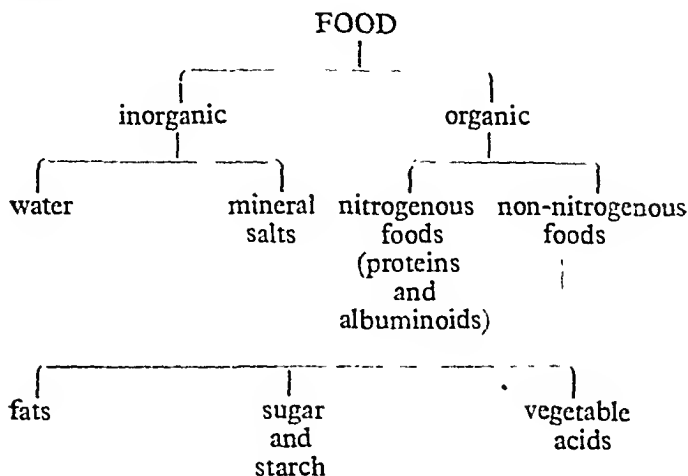 FOOD
inorganic organic
water mineral nitrogenous non-nitrogenous
salts foods foods
(proteins
and
albuminoids)
fats sugar vegetable
and acids
starch